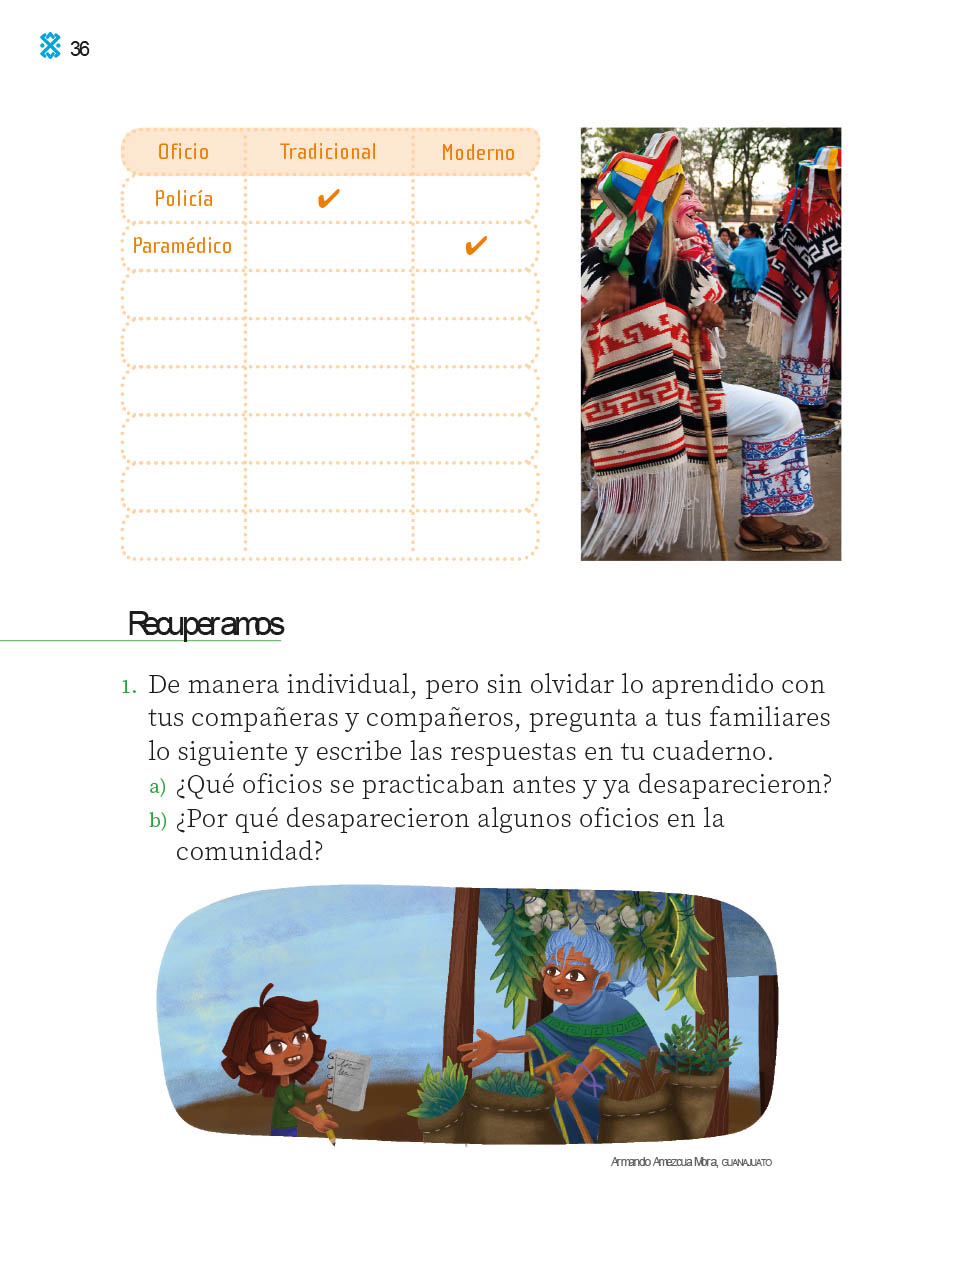 36
Oficio Tradicional Moderno
Policía ✔
Paramédico ✔
Recuperamos
1. De manera individual, pero sin olvidar lo aprendido con
tus compañeras y compañeros, pregunta a tus familiares
lo siguiente y escribe las respuestas en tu cuaderno.
a) ¿Qué oficios se practicaban antes y ya desaparecieron?
b) ¿Por qué desaparecieron algunos oficios en la
comunidad?
Armando Amezcua Mora, GUANAJUATO